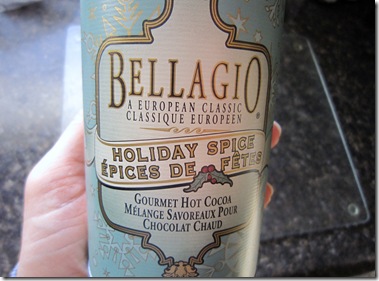 BELLAGIO®
A EUROPEAN CLASSIC
CLASSIQUE EUROPÉEN
HOLIDAY SPICE
ÉPICES DE FÊTES
GOURMET HOT COCOA
MÉLANGE SAVOREAUX POUR
CHOCOLAT CHAUD